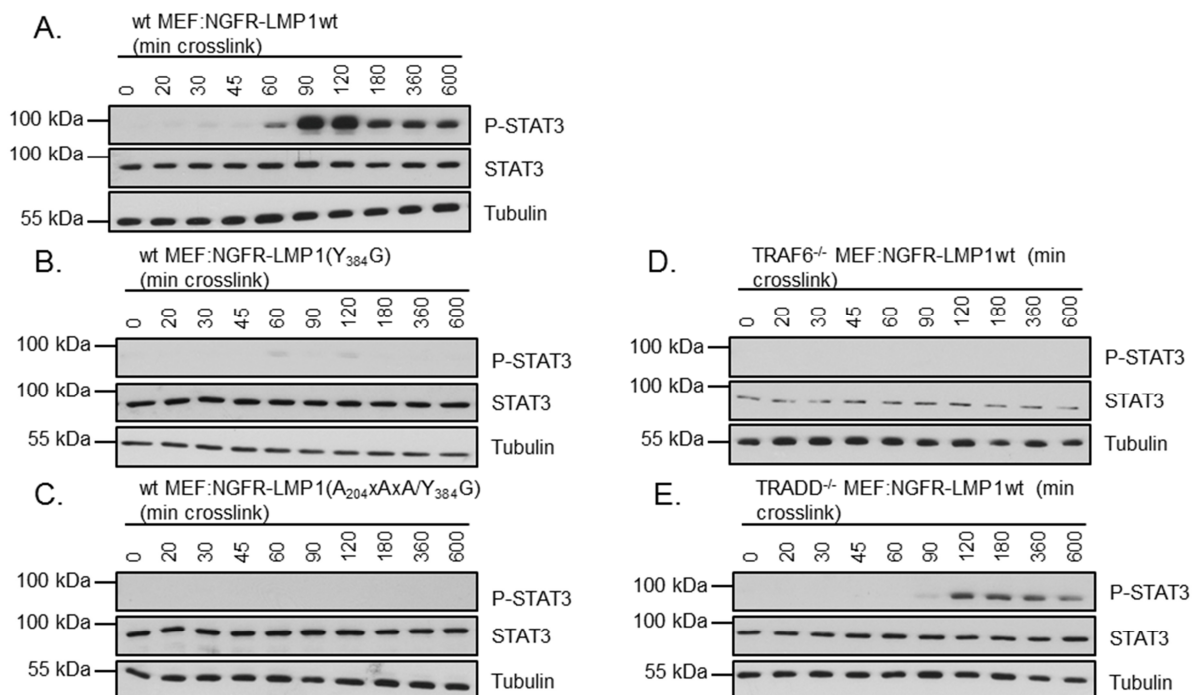 A.
wt MEF:NGFR-LMP1wt
(min crosslink)
0 20 30 45 60 90 120 180 360 600
100 kDa
P-STAT3
100 kDa
STAT3
55 kDa
Tubulin
B.
wt MEF:NGFR-LMP1(Y384G)
(min crosslink)
0 20 30 45 60 90 120 180 360 600
100 kDa
P-STAT3
100 kDa
STAT3
55 kDa
Tubulin
C.
wt MEF:NGFR-LMP1(A204xAxA/Y384G)
(min crosslink)
0 20 30 45 60 90 120 180 360 600
100 kDa
P-STAT3
100 kDa
STAT3
55 kDa
Tubulin
D.
TRAF6-/- MEF:NGFR-LMP1wt (min
crosslink)
0 20 30 45 60 90 120 180 360 600
100 kDa
P-STAT3
100 kDa
STAT3
55 kDa
Tubulin
E.
TRADD-/- MEF:NGFR-LMP1wt (min
crosslink)
0 20 30 45 60 90 120 180 360 600
100 kDa
P-STAT3
100 kDa
STAT3
55 kDa
Tubulin